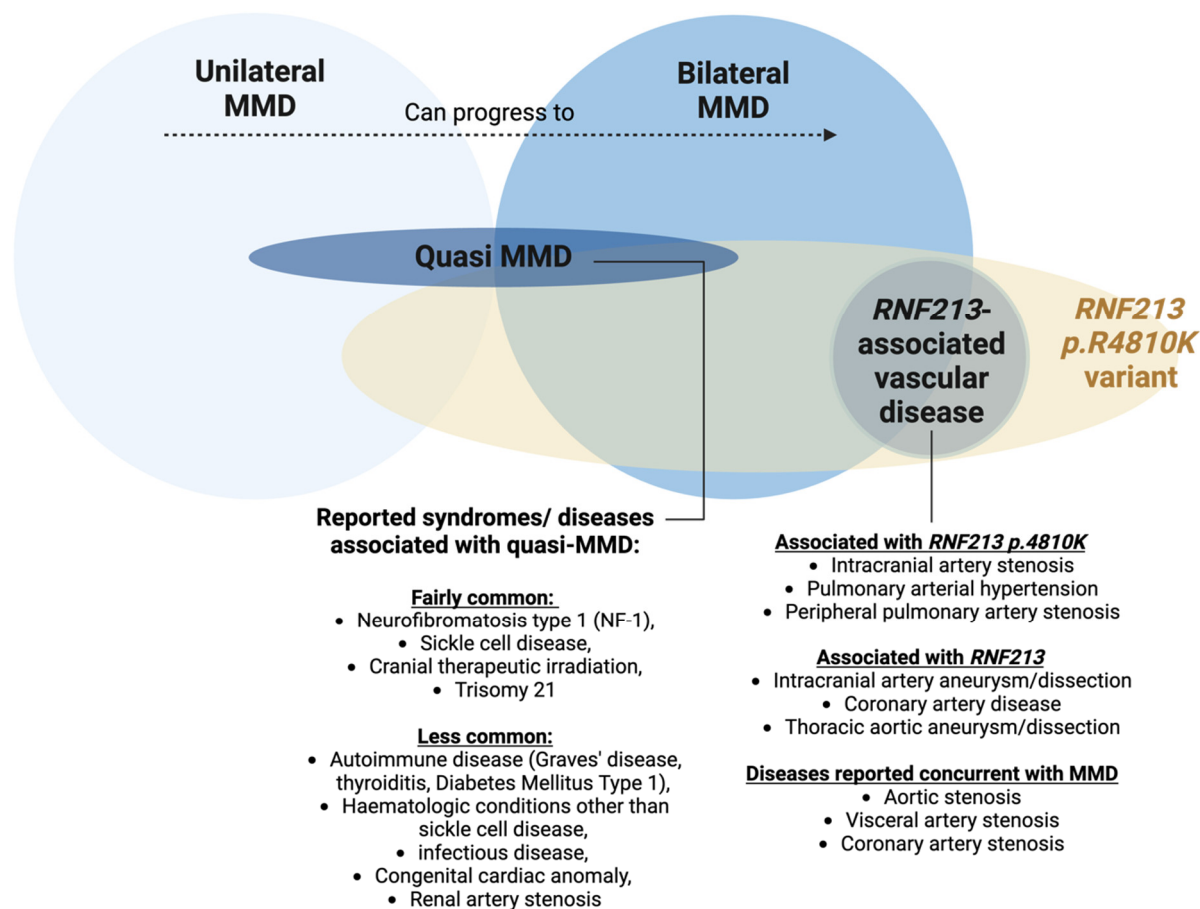 Unilateral
MMD
Can progress to
Bilateral
MMD
Quasi MMD
RNF213-
associated
vascular
disease
RNF213
p.R4810K
variant
Reported syndromes/ diseases
associated with quasi-MMD:
Fairly common:
• Neurofibromatosis type 1 (NF-1),
• Sickle cell disease,
• Cranial therapeutic irradiation,
• Trisomy 21
Less common:
• Autoimmune disease (Graves' disease,
thyroiditis, Diabetes Mellitus Type 1),
• Haematologic conditions other than
sickle cell disease,
• infectious disease,
• Congenital cardiac anomaly,
• Renal artery stenosis
Associated with RNF213 p.4810K
• Intracranial artery stenosis
• Pulmonary arterial hypertension
• Peripheral pulmonary artery stenosis
Associated with RNF213
• Intracranial artery aneurysm/dissection
• Coronary artery disease
• Thoracic aortic aneurysm/dissection
Diseases reported concurrent with MMD
• Aortic stenosis
• Visceral artery stenosis
• Coronary artery stenosis